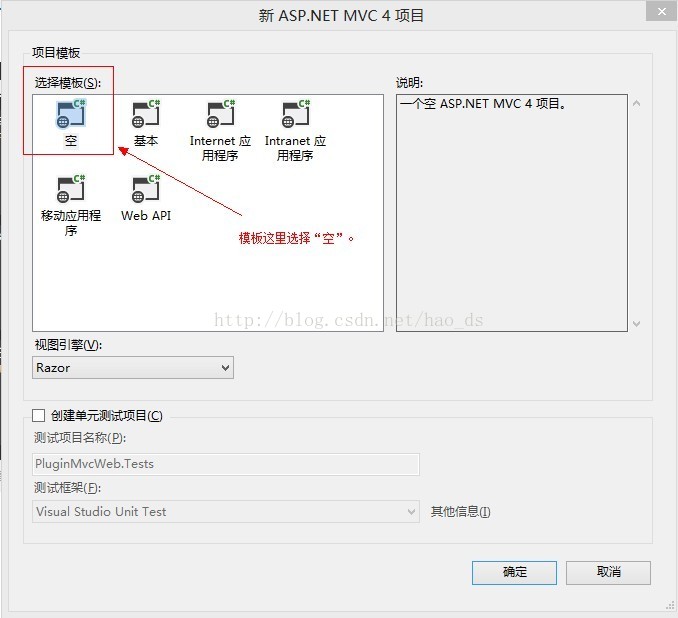 新 ASP.NET MVC 4 项目
项目模板
选择模板(S):
说明:
空
基本
Internet 应
用程序
Intranet 应
用程序
移动应用程
序
Web API
一个空 ASP.NET MVC 4 项目。
模板这里选择“空”。
http://blog.csdn.net/hao_ds
视图引擎(V):
Razor
创建单元测试项目(C)
测试项目名称(P):
PluginMvcWeb.Tests
测试框架(F):
Visual Studio Unit Test
其他信息(I)
确定
取消